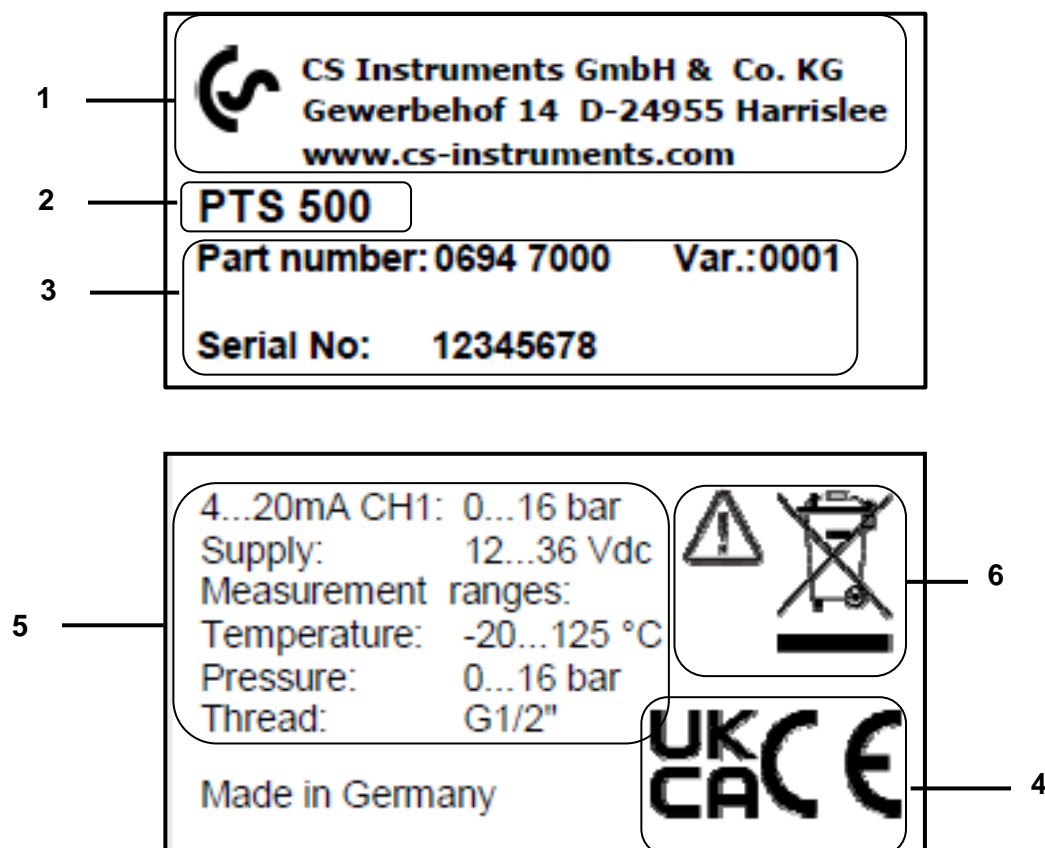 CS Instruments GmbH & Co. KG
Gewerbehof 14 D-24955 Harrislee
www.cs-instruments.com
1
2
PTS 500
3
Part number: 0694 7000 Var.:0001
Serial No: 12345678
4...20mA CH1: 0...16 bar
Supply: 12...36 Vdc
Measurement ranges:
Temperature: -20...125 °C
Pressure: 0...16 bar
Thread: G1/2"
5
6
Made in Germany
UK
CA CE
4